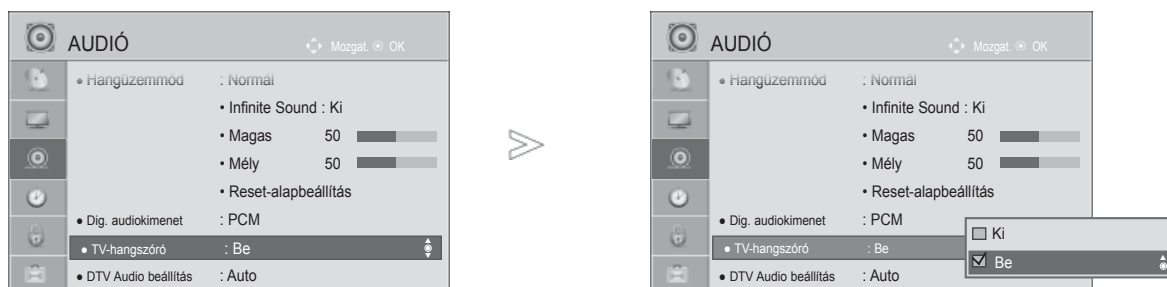 AUDIÓ
Mozgat. OK
• Hangüzemmód : Normál
• Infinite Sound : Ki
• Magas 50
• Mély 50
• Reset-alapbeállítás
● Dig. audiokimenet : PCM
● TV-hangszóró : Be
● DTV Audio beállítás : Auto
AUDIÓ
Mozgat. OK
• Hangüzemmód : Normál
• Infinite Sound : Ki
• Magas 50
• Mély 50
• Reset-alapbeállítás
● Dig. audiokimenet : PCM
● TV-hangszóró : Be
● DTV Audio beállítás : Auto
Ki
Be